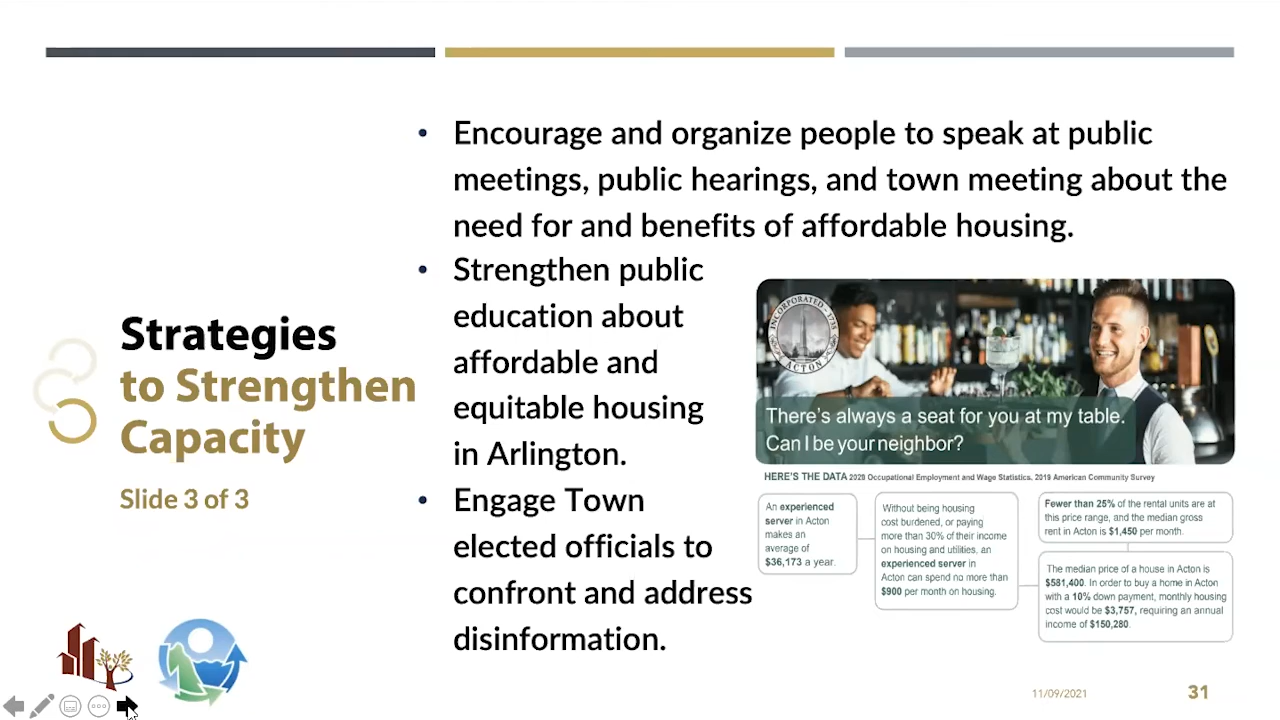 Strategies
to Strengthen
Capacity
Slide 3 of 3
• Encourage and organize people to speak at public
meetings, public hearings, and town meeting about the
need for and benefits of affordable housing.
• Strengthen public
education about
affordable and
equitable housing
in Arlington.
• Engage Town
elected officials to
confront and address
disinformation.
INCORPORATED 1735
ACTON
There's always a seat for you at my table.
Can I be your neighbor?
HERE'S THE DATA 2020 Occupational Employment and Wage Statistics, 2019 American Community Survey
An experienced
server in Acton
makes an
average of
$36,173 a year.
Without being housing
cost burdened, or paying
more than 30% of their income
on housing and utilities, an
experienced server in
Acton can spend no more than
$900 per month on housing.
Fewer than 25% of the rental units are at
this price range, and the median gross
rent in Acton is $1,450 per month.
The median price of a house in Acton is
$581,400. In order to buy a home in Acton
with a 10% down payment, monthly housing
cost would be $3,757, requiring an annual
income of $150,280.
11/09/2021
31